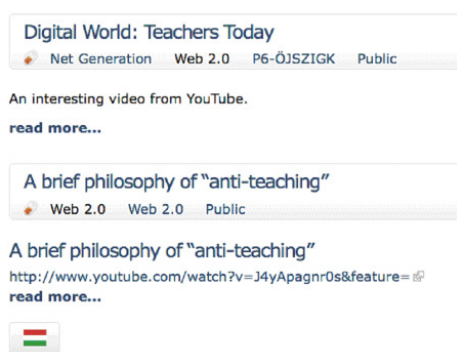 Digital World: Teachers Today
Net Generation Web 2.0 P6-ÖJSZIGK Public
An interesting video from YouTube.
read more...
A brief philosophy of “anti-teaching”
Web 2.0 Web 2.0 Public
A brief philosophy of “anti-teaching”
http://www.youtube.com/watch?v=J4yApagnr0s&feature=
read more...